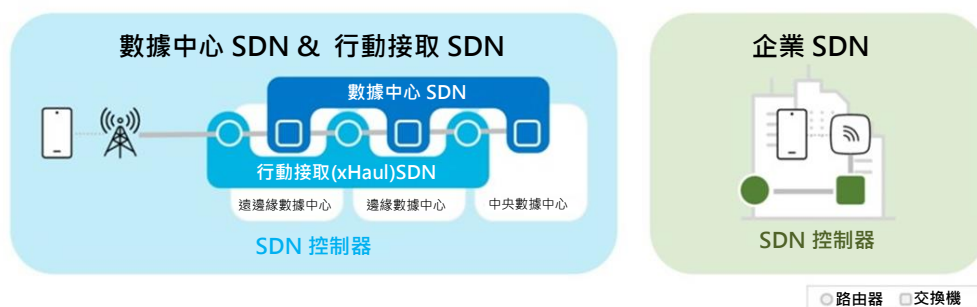 數據中心 SDN & 行動接取 SDN
數據中心 SDN
行動接取(xHaul)SDN
遠邊緣數據中心
邊緣數據中心
中央數據中心
SDN 控制器
企業 SDN
SDN 控制器
路由器
交換機